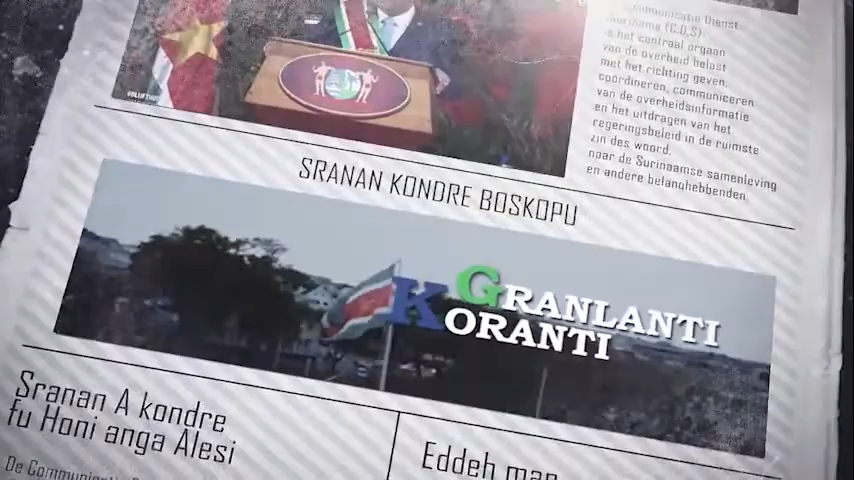 Communicatie Dienst
Suriname (C.D.S)
is het centraal orgaan
van de overheid belast
met het richting geven,
coordineren, communiceren
van de overheidsinformatie
en het uitdragen van het
regeringsbeleid in de ruimste
zin des woord.
naar de Surinaamse samenleving
en andere belanghebbenden.
SRANAN KONDRE BOSKOPU
GRANLANTI
KORANTI
Sranan A kondre
fu Honi anga Alesi
De
Eddeh man